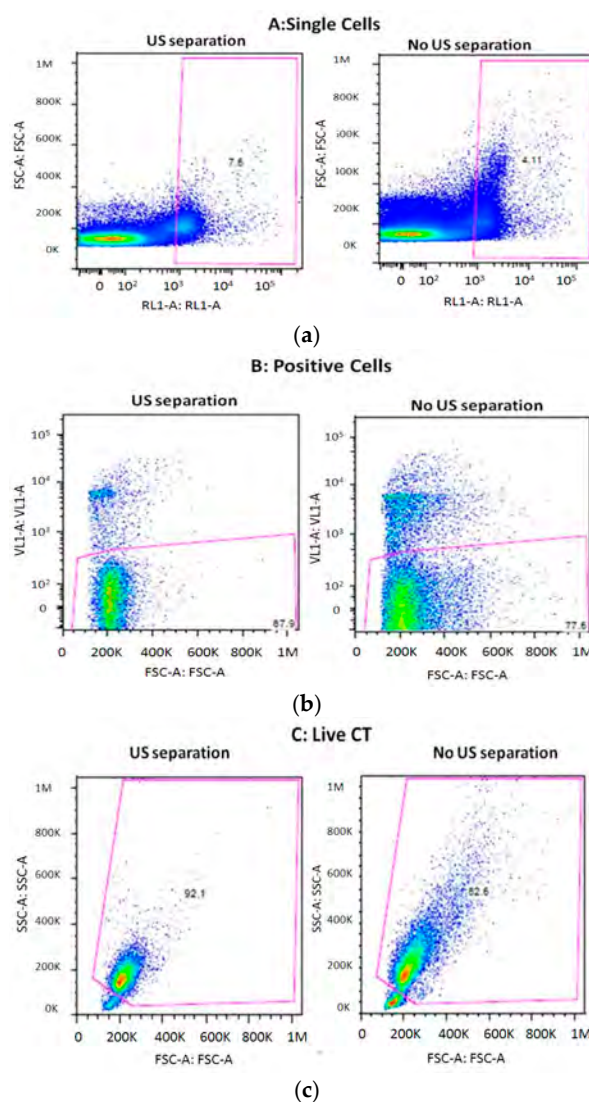 A:Single Cells
US separation
No US separation
FSC-A: FSC-A
1M
800K
600K
400K
200K
0K
7.6
0 10² 10³ 10⁴ 10⁵
RL1-A: RL1-A
FSC-A: FSC-A
1M
800K
600K
400K
200K
0K
4.11
0 10² 10³ 10⁴ 10⁵
RL1-A: RL1-A
(a)
B: Positive Cells
US separation
No US separation
VL1-A: VL1-A
10⁵
10⁴
10³
10²
0
0 200K 400K 600K 800K 1M
FSC-A: FSC-A
VL1-A: VL1-A
10⁵
10⁴
10³
10²
0
77.6
0 200K 400K 600K 800K 1M
FSC-A: FSC-A
(b)
C: Live CT
US separation
No US separation
SSC-A: SSC-A
1M
800K
600K
400K
200K
0K
92.1
200K 400K 600K 800K 1M
FSC-A: FSC-A
SSC-A: SSC-A
1M
800K
600K
400K
200K
0K
0 200K 400K 600K 800K 1M
FSC-A: FSC-A
(c)